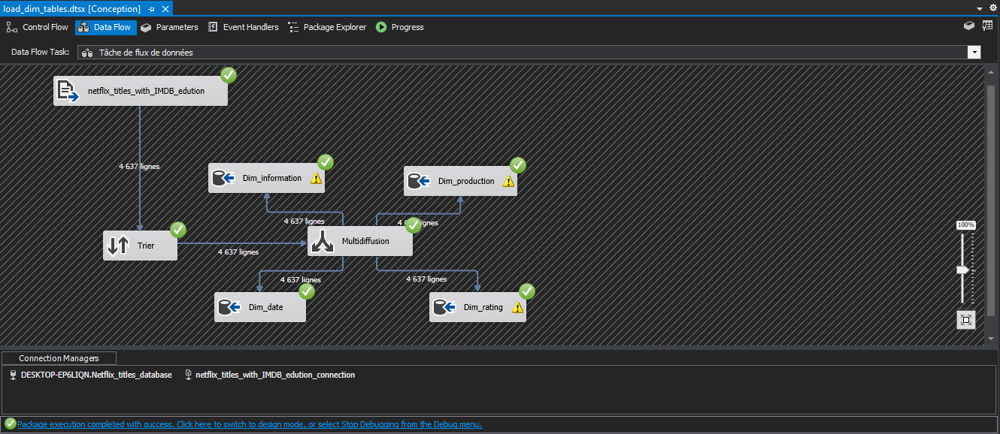 load_dim_tables.dtsx [Conception]
Control Flow Data Flow Parameters Event Handlers Package Explorer Progress
Data Flow Task: Tâche de flux de données
netflix_titles_with_IMDB_edution
4 637 lignes
Dim_information
Dim_production
4 637 lignes
4 637 lignes
100%
Trier
Multidiffusion
4 637 lignes
4 637 lignes
4 637 lignes
Dim_date
Dim_rating
Connection Managers
DESKTOP-EP6LIQN.Netflix_titles_database netflix_titles_with_IMDB_edution_connection
Package execution completed with success. Click here to switch to design mode, or select Stop Debugging from the Debug menu.